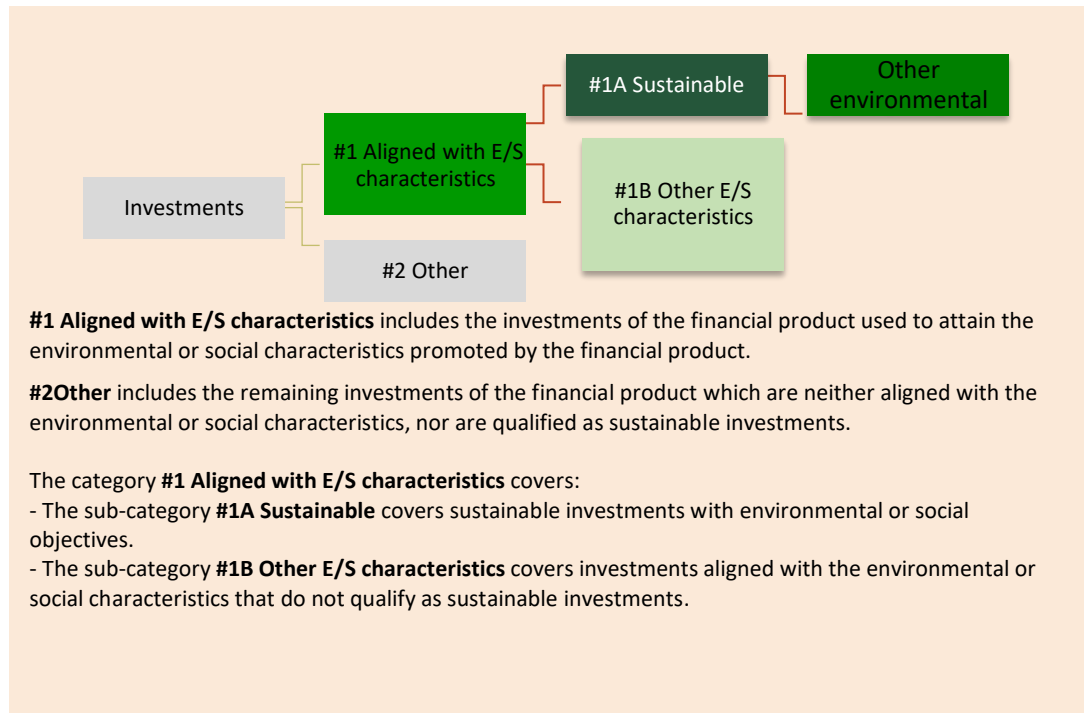 #1A Sustainable
Other
environmental
#1 Aligned with E/S
characteristics
#1B Other E/S
characteristics
Investments
#2 Other
#1 Aligned with E/S characteristics includes the investments of the financial product used to attain the
environmental or social characteristics promoted by the financial product.
#2Other includes the remaining investments of the financial product which are neither aligned with the
environmental or social characteristics, nor are qualified as sustainable investments.
The category #1 Aligned with E/S characteristics covers:
- The sub-category #1A Sustainable covers sustainable investments with environmental or social
objectives.
- The sub-category #1B Other E/S characteristics covers investments aligned with the environmental or
social characteristics that do not qualify as sustainable investments.